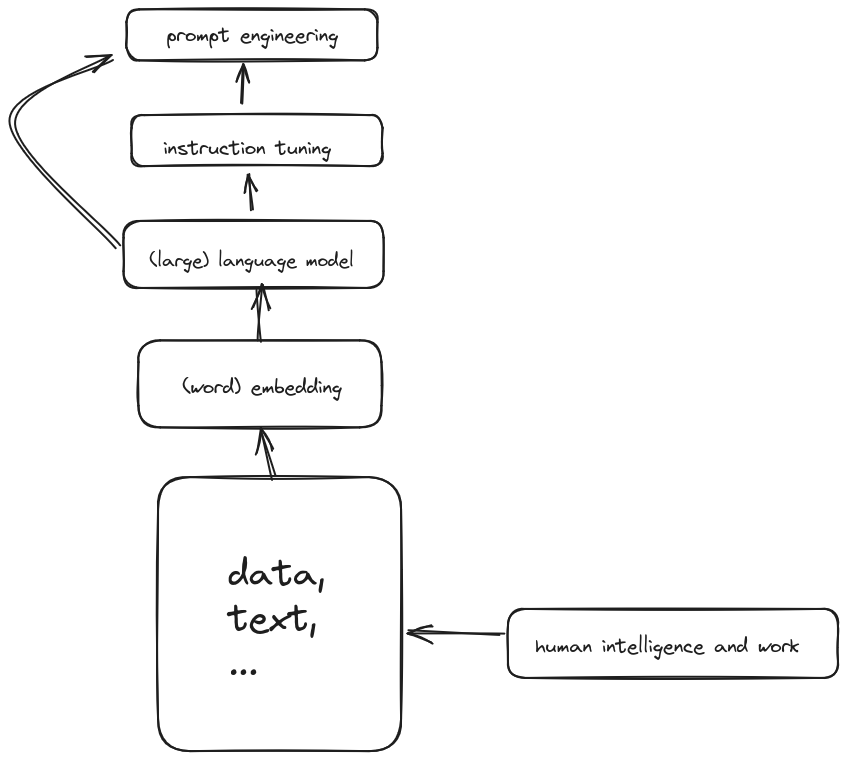 prompt engineering
instruction tuning
(large) language model
(word) embedding
data,
text,
...
human intelligence and work